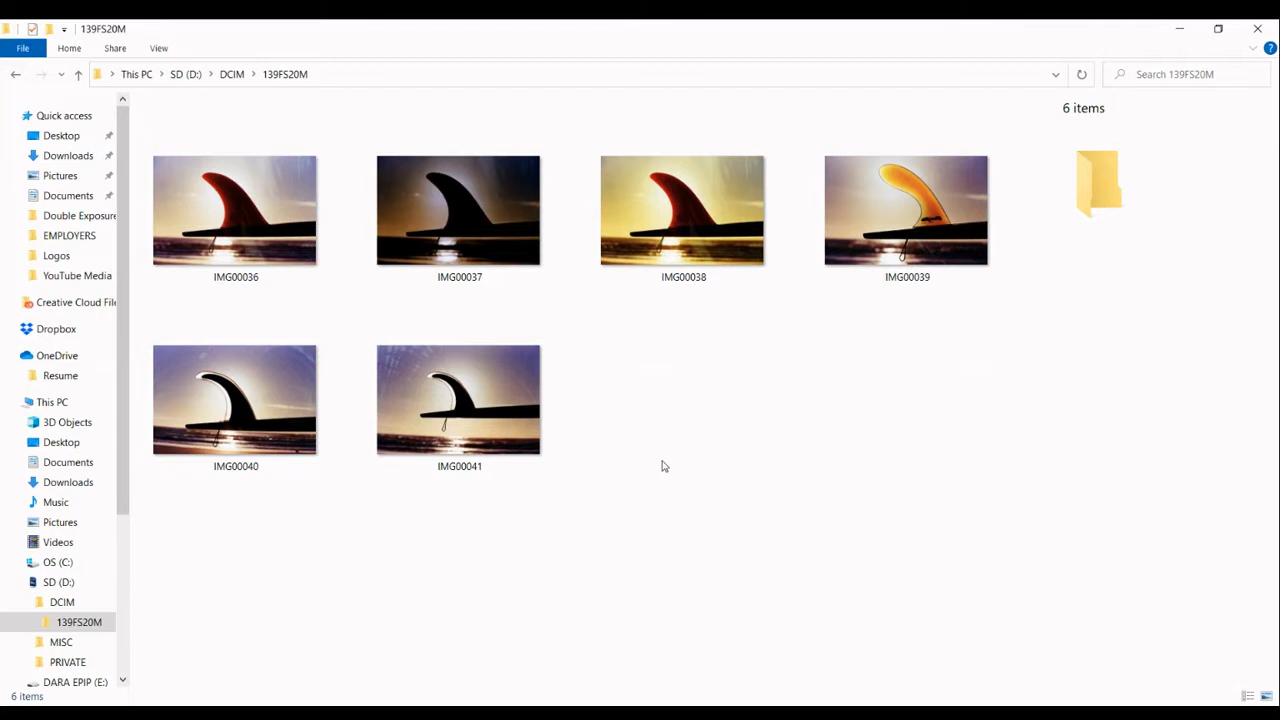 139FS20M
File Home Share View
This PC SD (D:) DCIM 139FS20M
Search 139FS20M
6 items
Quick access
Desktop
Downloads
Pictures
Documents
Double Exposure
EMPLOYERS
Logos
YouTube Media
Creative Cloud File
Dropbox
OneDrive
Resume
This PC
3D Objects
Desktop
Documents
Downloads
Music
Pictures
Videos
OS (C:)
SD (D:)
DCIM
139FS20M
MISC
PRIVATE
DARA EPIP (E:)
IMG00036 IMG00037 IMG00038 IMG00039
IMG00040 IMG00041
6 items